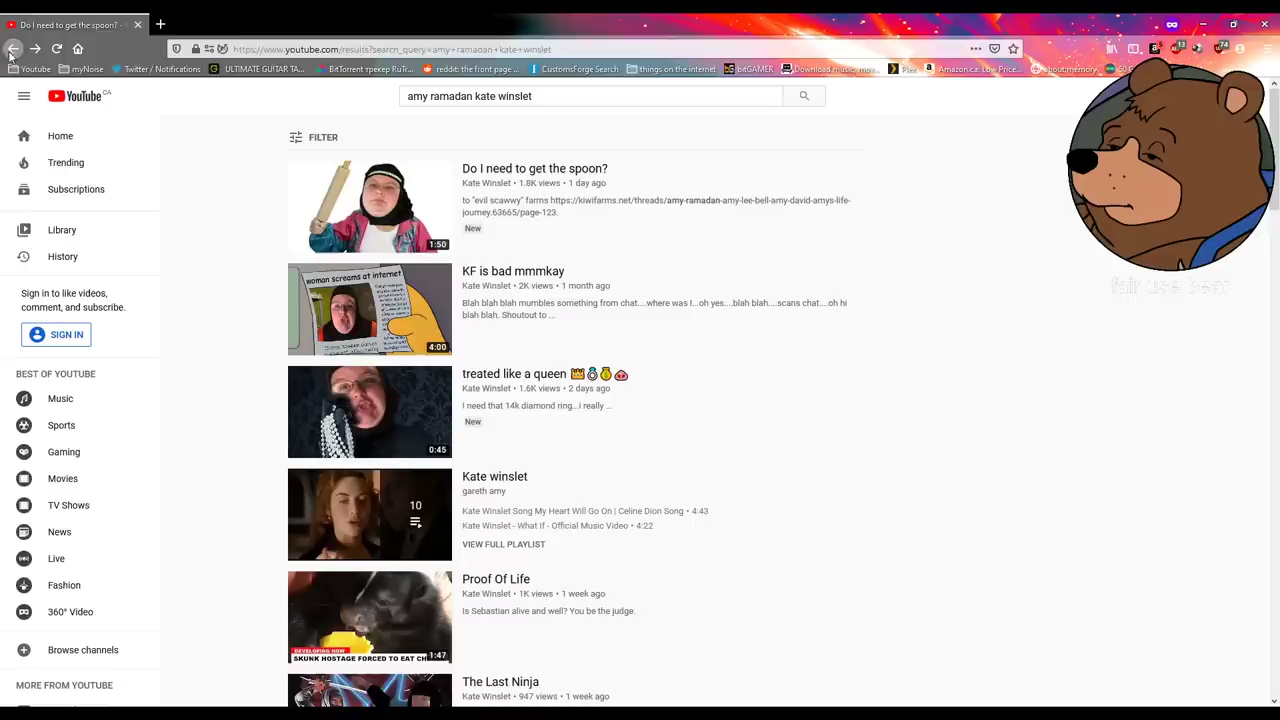 Do I need to get the spoon? -
https://www.youtube.com/results?search_query=amy+ramadan+kate+winslet
Youtube
myNoise
Twitter / Notifications
ULTIMATE GUITAR TA...
BitTorrent трекер RuTr...
reddit: the front page ...
CustomsForge Search
things on the internet
bitGAMER
Download music, mov...
Plex
Amazon.ca: Low Price...
about:memory
13
74
YouTube CA
amy ramadan kate winslet
Home
Trending
Subscriptions
Library
History
Sign in to like videos,
comment, and subscribe.
SIGN IN
BEST OF YOUTUBE
Music
Sports
Gaming
Movies
TV Shows
News
Live
Fashion
360° Video
Browse channels
MORE FROM YOUTUBE
FILTER
1:50
Do I need to get the spoon?
Kate Winslet • 1.8K views • 1 day ago
to "evil scawwy" farms https://kiwifarms.net/threads/amy-ramadan-amy-lee-bell-amy-david-amys-life-
journey.63665/page-123.
New
woman screams at internet
4:00
KF is bad mmmkay
Kate Winslet • 2K views • 1 month ago
Blah blah blah mumbles something from chat....where was I...oh yes....blah blah....scans chat....oh hi
blah blah. Shoutout to ...
0:45
treated like a queen 👑💍💰🐽
Kate Winslet • 1.6K views • 2 days ago
I need that 14k diamond ring...i really ...
New
10
Kate winslet
gareth amy
Kate Winslet Song My Heart Will Go On | Celine Dion Song • 4:43
Kate Winslet - What If - Official Music Video • 4:22
VIEW FULL PLAYLIST
DEVELOPING NOW
SKUNK HOSTAGE FORCED TO EAT CHE
1:47
Proof Of Life
Kate Winslet • 1K views • 1 week ago
Is Sebastian alive and well? You be the judge.
The Last Ninja
Kate Winslet • 947 views • 1 week ago
fair use bear